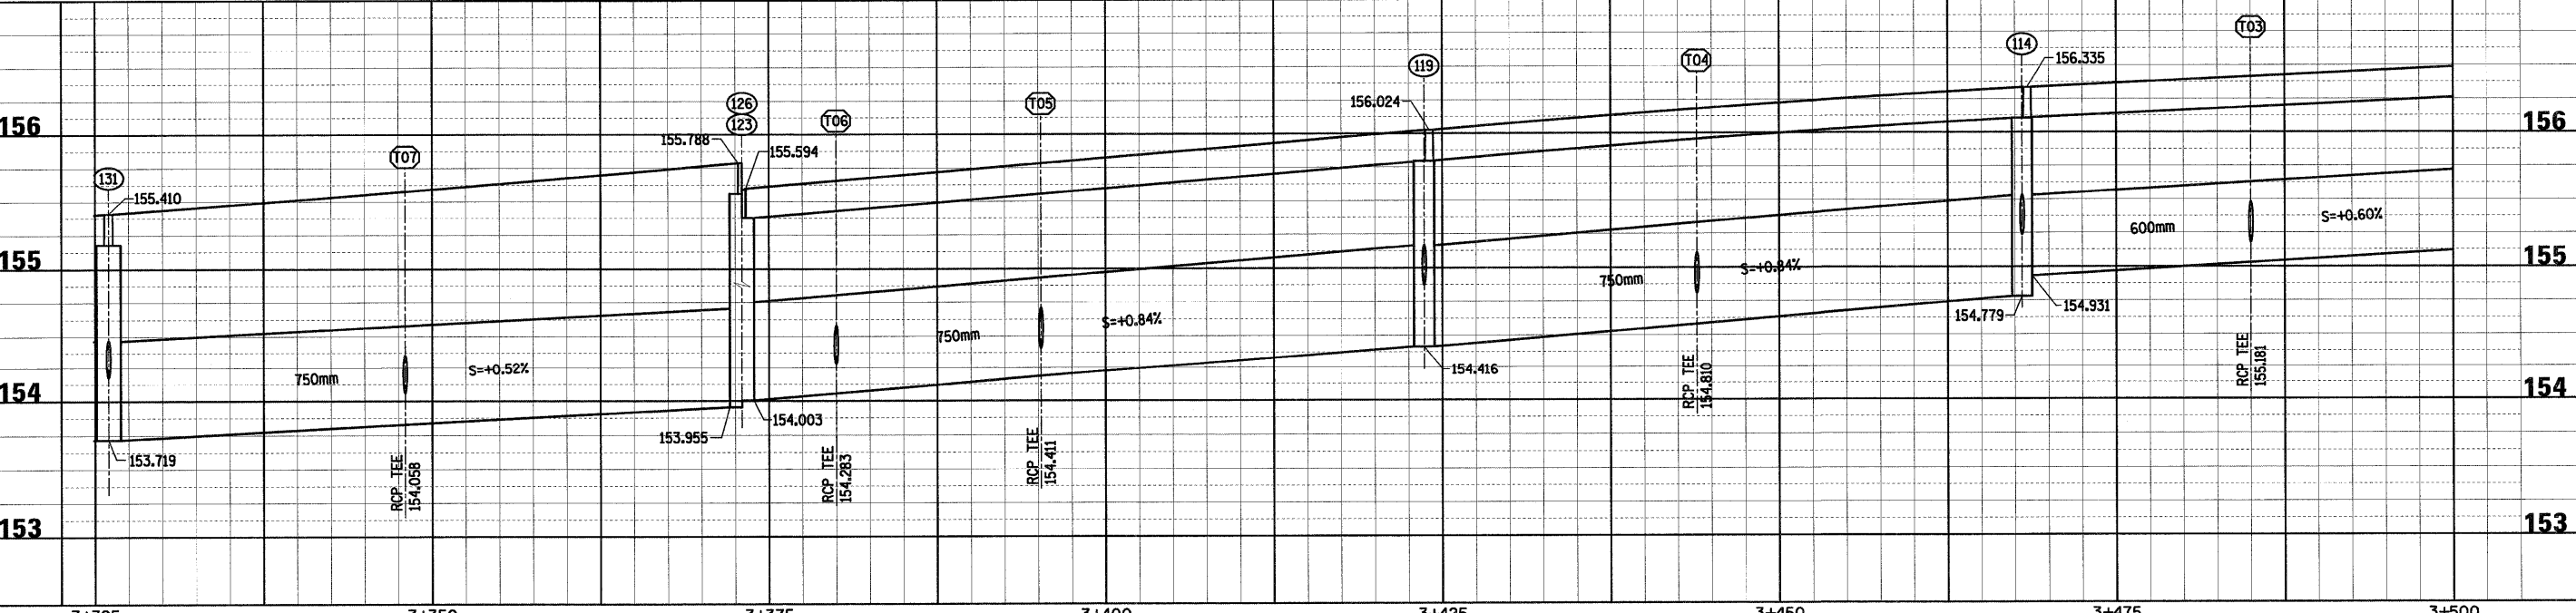 T03
114
156.335
T04
119
156.024
126
T05
123
T06
155.788
155.594
156
156
T07
131
155.410
600mm
S=+0.60%
155
155
750mm
S=+0.84%
154.779
154.931
750mm
S=+0.84%
RCP TEE
155.181
750mm
S=+0.52%
154.416
RCP TEE
154.810
154
154
154.003
153.955
153.719
RCP TEE
154.058
RCP TEE
154.283
RCP TEE
154.411
153
153